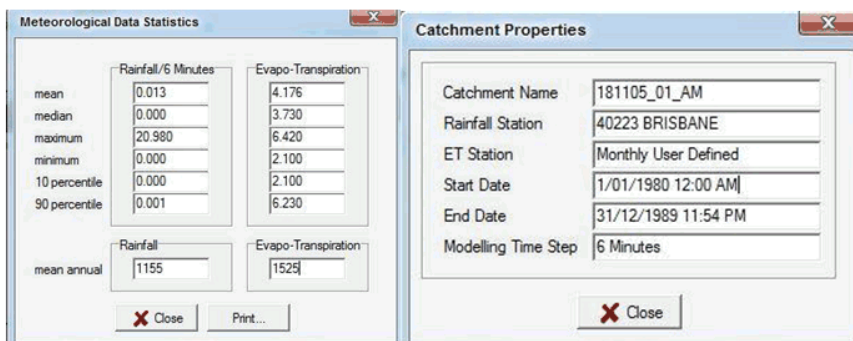 Meteorological Data Statistics
Rainfall/6 Minutes Evapo-Transpiration
mean 0.013 4.176
median 0.000 3.730
maximum 20.980 6.420
minimum 0.000 2.100
10 percentile 0.000 2.100
90 percentile 0.001 6.230
Rainfall Evapo-Transpiration
mean annual 1155 1525
Close Print...
Catchment Properties
Catchment Name 181105_01_AM
Rainfall Station 40223 BRISBANE
ET Station Monthly User Defined
Start Date 1/01/1980 12:00 AM
End Date 31/12/1989 11:54 PM
Modelling Time Step 6 Minutes
Close